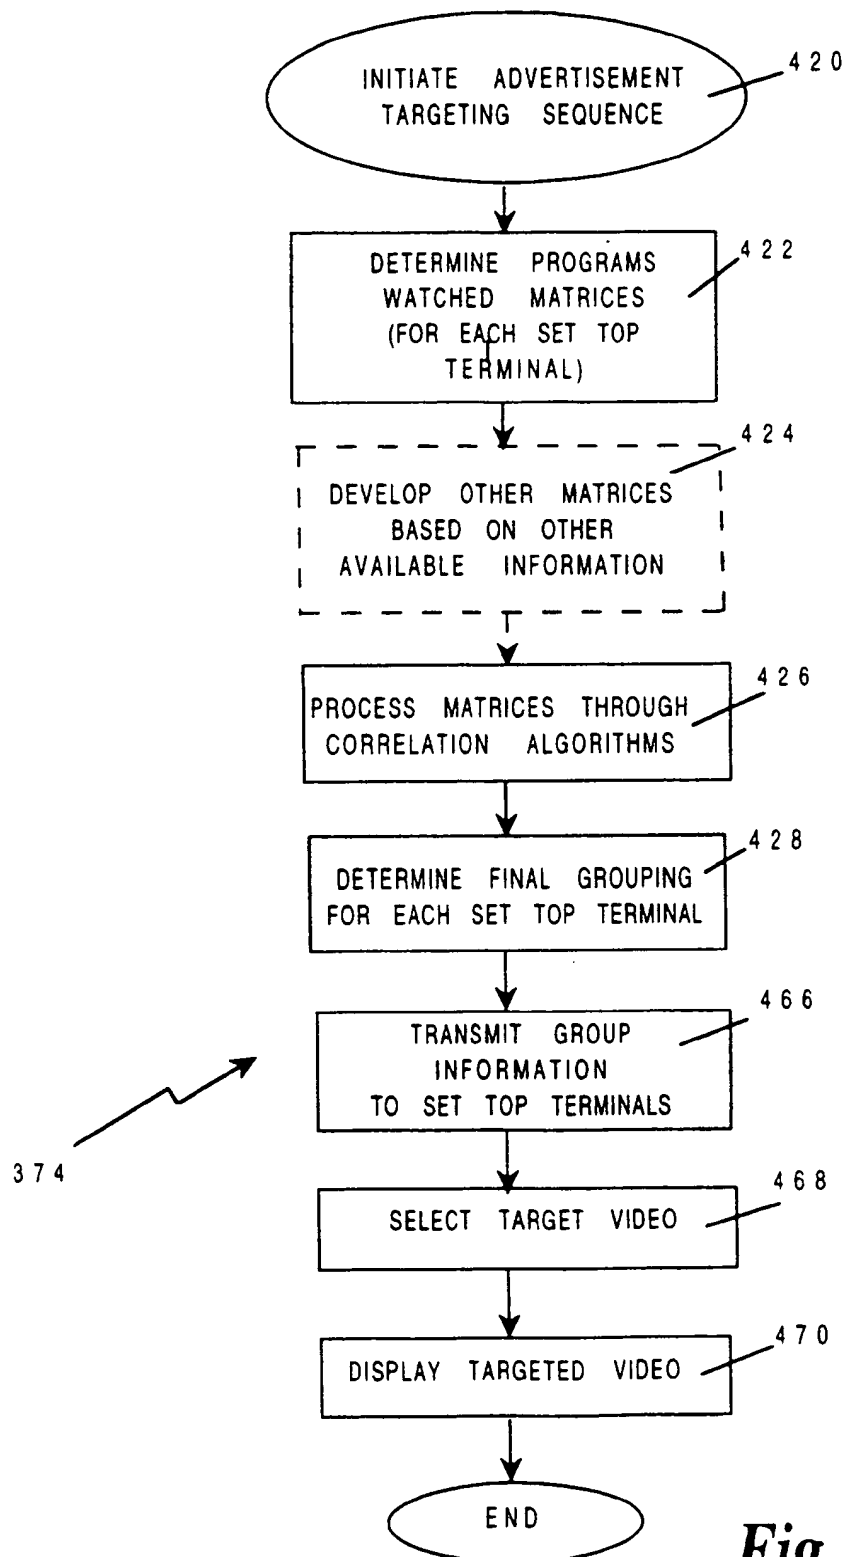 INITIATE ADVERTISEMENT
TARGETING SEQUENCE
420
DETERMINE PROGRAMS
WATCHED MATRICES
(FOR EACH SET TOP
TERMINAL)
422
DEVELOP OTHER MATRICES
BASED ON OTHER
AVAILABLE INFORMATION
424
PROCESS MATRICES THROUGH
CORRELATION ALGORITHMS
426
DETERMINE FINAL GROUPING
FOR EACH SET TOP TERMINAL
428
TRANSMIT GROUP
INFORMATION
TO SET TOP TERMINALS
466
374
SELECT TARGET VIDEO
468
DISPLAY TARGETED VIDEO
470
END
Fig